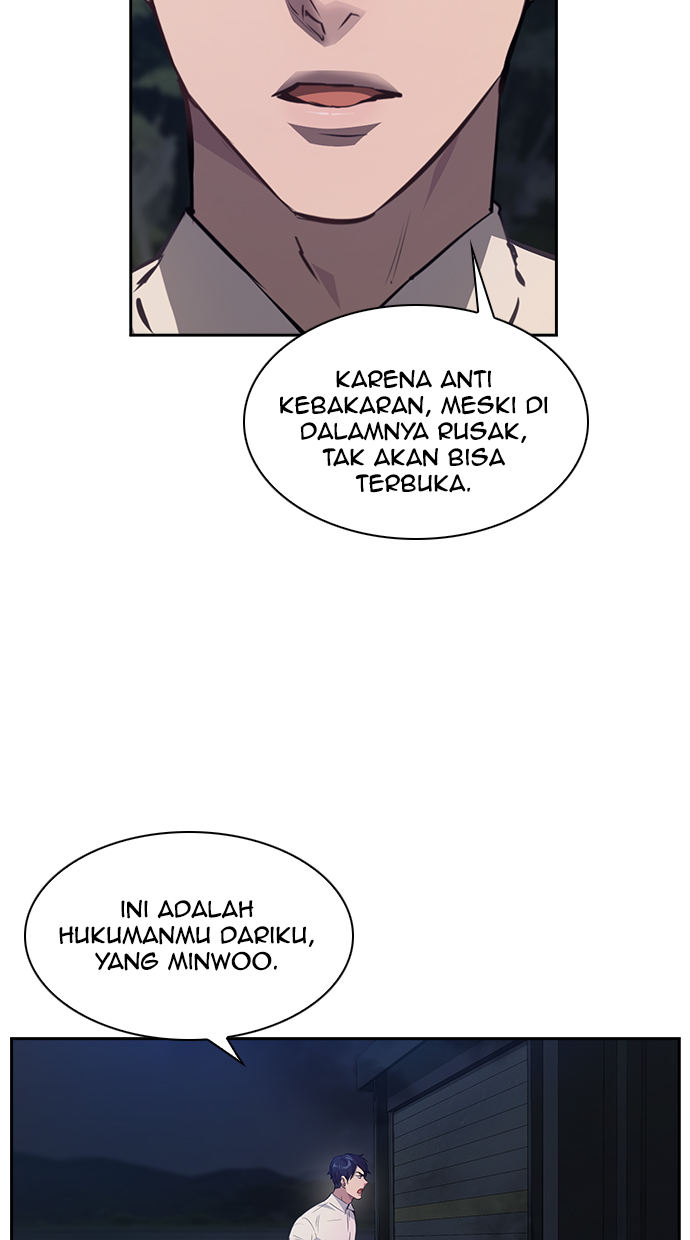 KARENA ANTI
KEBAKARAN, MESKI DI
DALAMNYA RUSAK,
TAK AKAN BISA
TERBUKA.
INI ADALAH
HUKUMANMU DARIKU,
YANG MINWOO.